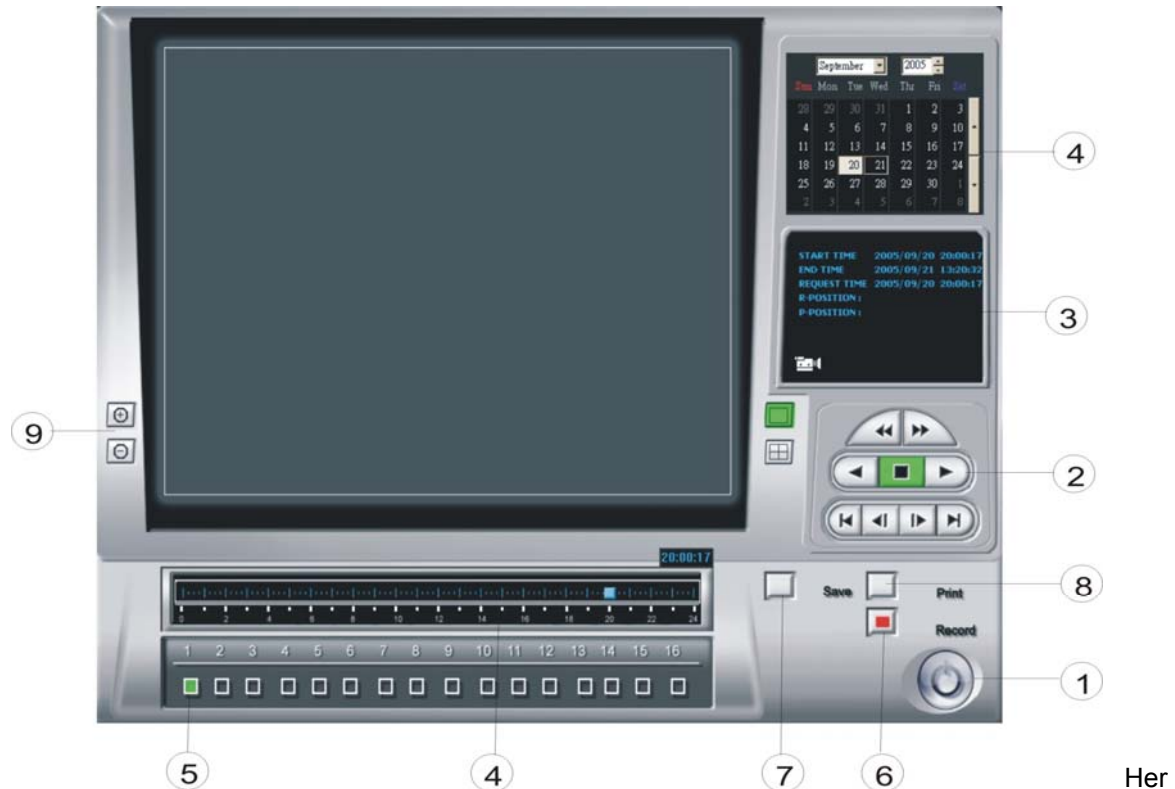 September 2005
Sun Mon Tue Wed Thr Fri Sat
28 29 30 31 1 2 3
4 5 6 7 8 9 10
11 12 13 14 15 16 17
18 19 20 21 22 23 24
25 26 27 28 29 30 1
2 3 4 5 6 7 8
4
START TIME 2005/09/20 20:00:17
END TIME 2005/09/21 13:20:32
REQUEST TIME 2005/09/20 20:00:17
R-POSITION :
P-POSITION :
3
9
2
20:00:17
0 2 4 6 8 10 12 14 16 18 20 22 24
Save Print
8
Record
1 2 3 4 5 6 7 8 9 10 11 12 13 14 15 16
1
5 4 7 6
Her